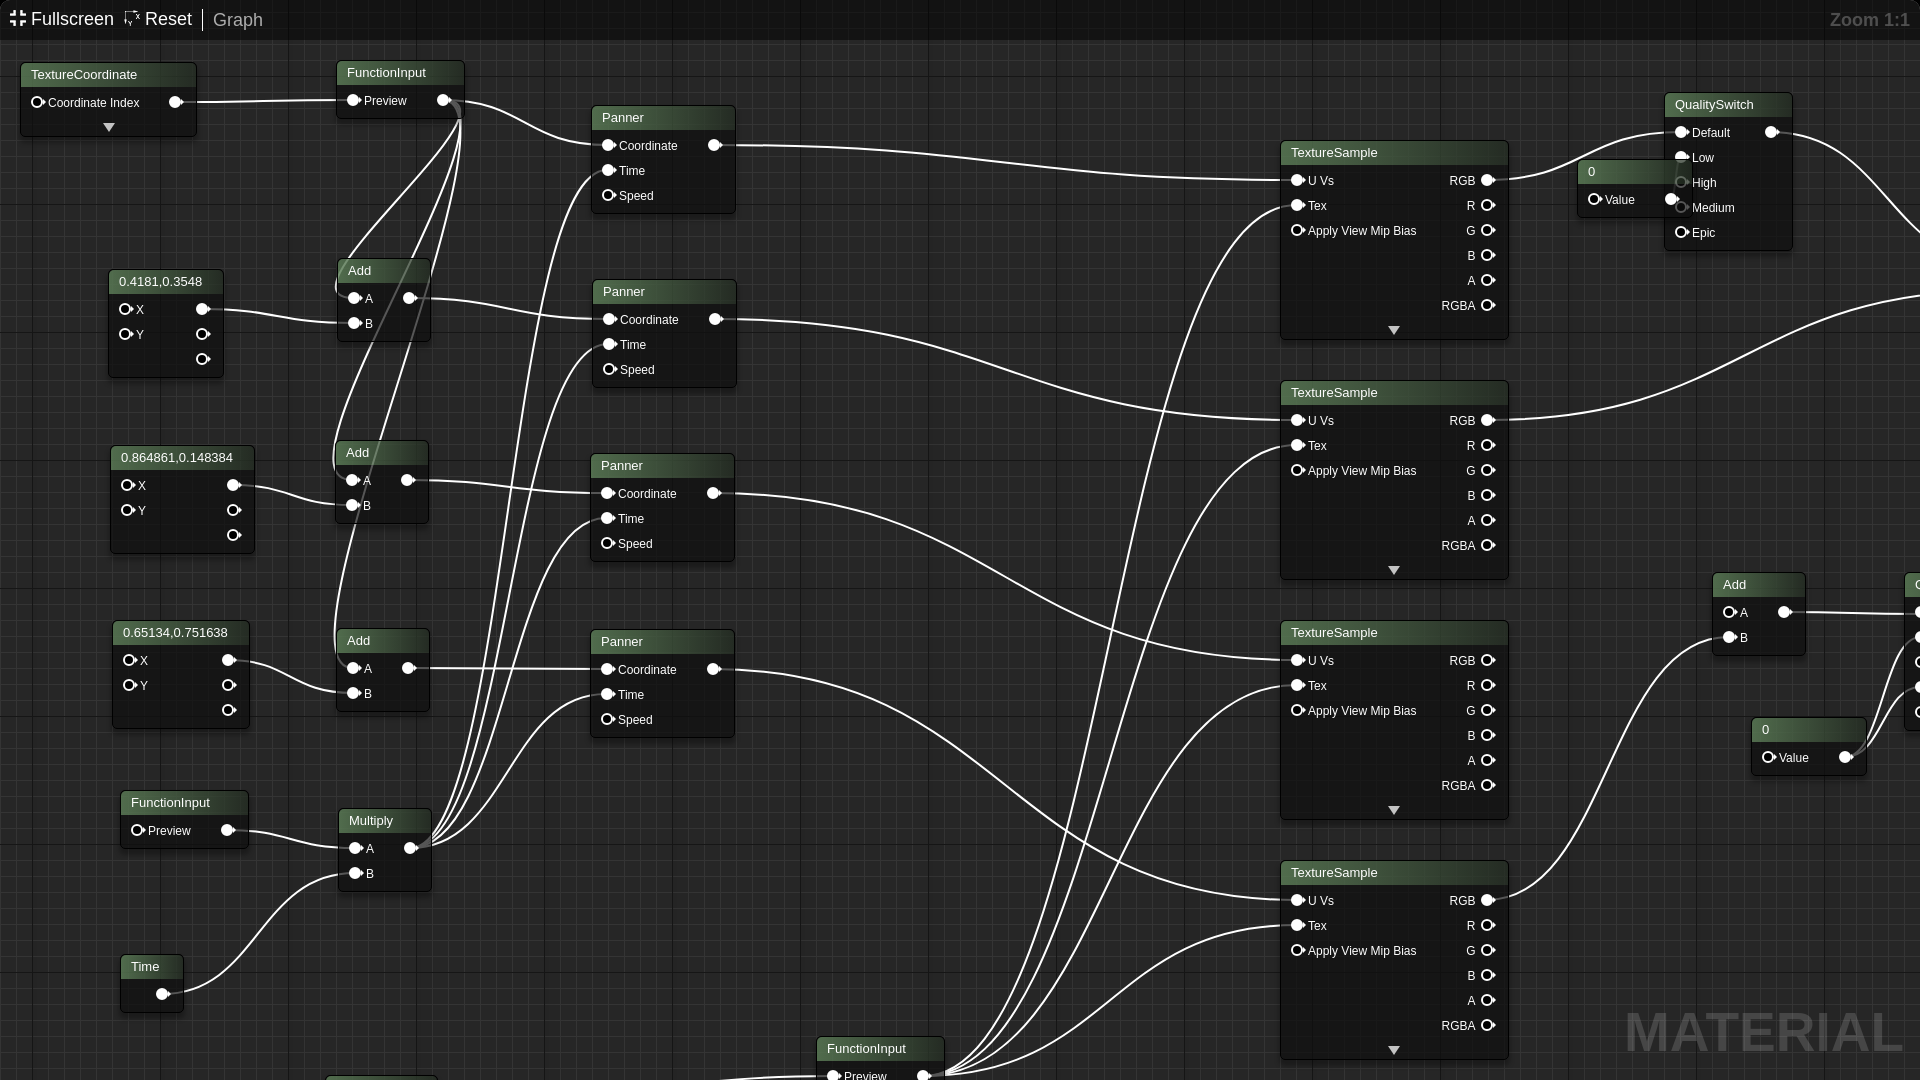 Fullscreen Reset Graph Zoom 1:1
TextureCoordinate
Coordinate Index
FunctionInput
Preview
Panner
Coordinate
Time
Speed
TextureSample
U Vs RGB
Tex R
Apply View Mip Bias G
B
A
RGBA
QualitySwitch
Default
Low
High
Medium
Epic
0
Value
0.4181,0.3548
X
Y
Add
A
B
Panner
Coordinate
Time
Speed
TextureSample
U Vs RGB
Tex R
Apply View Mip Bias G
B
A
RGBA
0.864861,0.148384
X
Y
Add
A
B
Panner
Coordinate
Time
Speed
Add
A
B
0.65134,0.751638
X
Y
Add
A
B
Panner
Coordinate
Time
Speed
TextureSample
U Vs RGB
Tex R
Apply View Mip Bias G
B
A
RGBA
0
Value
FunctionInput
Preview
Multiply
A
B
TextureSample
U Vs RGB
Tex R
Apply View Mip Bias G
B
A
RGBA
Time
FunctionInput
Preview
MATERIAL